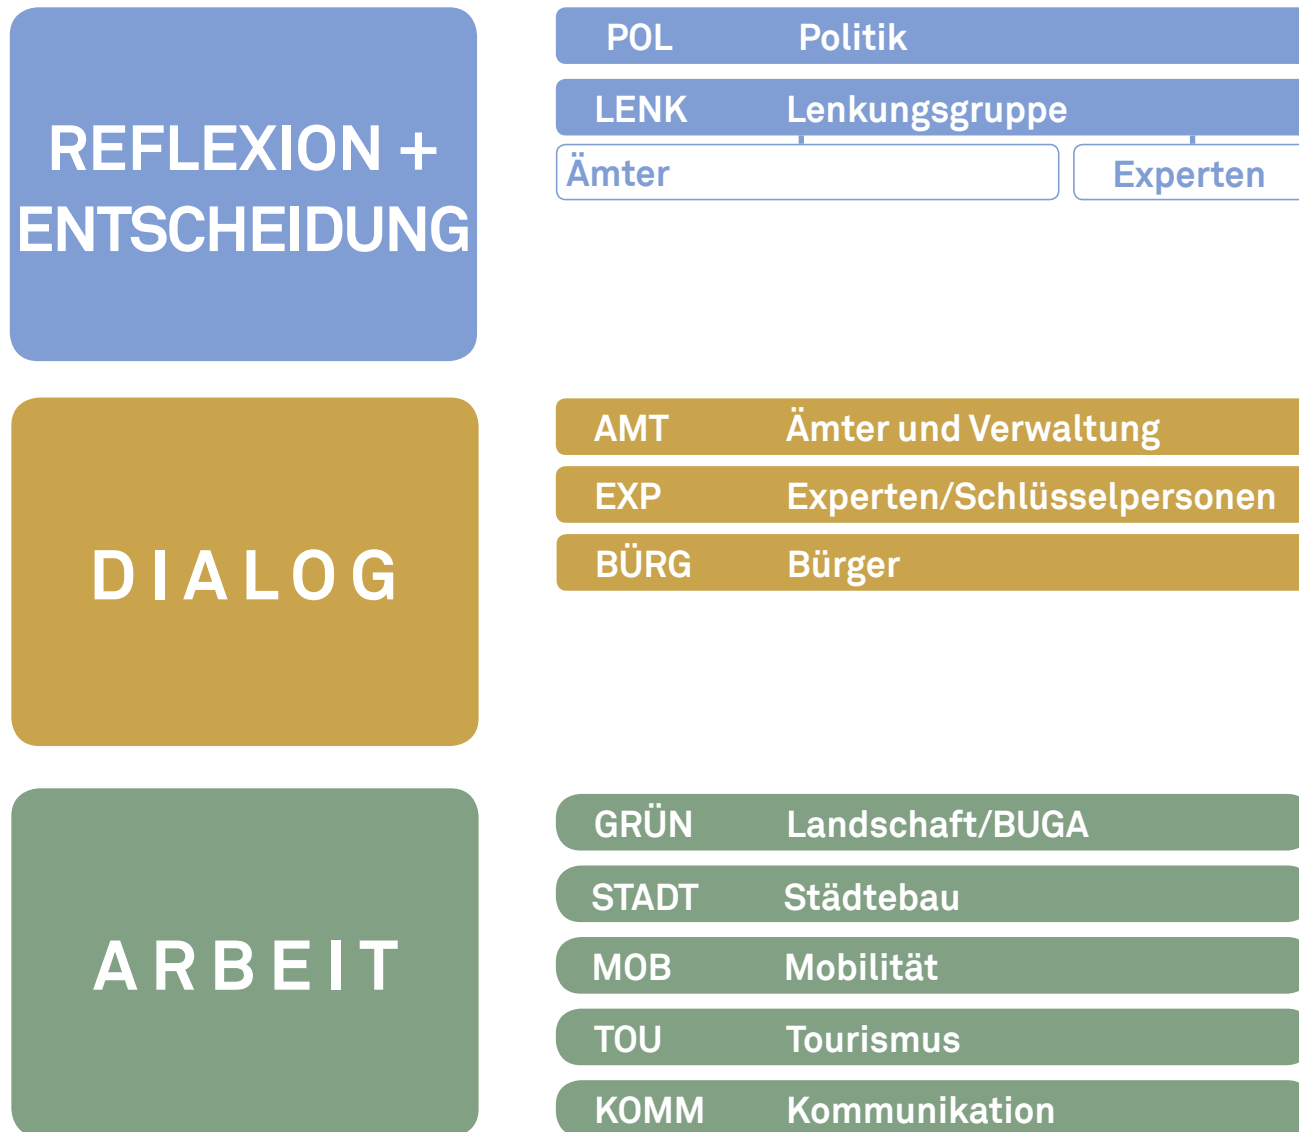 REFLEXION +
ENTSCHEIDUNG
POL Politik
LENK Lenkungsgruppe
Ämter Experten
DIALOG
AMT Ämter und Verwaltung
EXP Experten/Schlüsselpersonen
BÜRG Bürger
ARBEIT
GRÜN Landschaft/BUGA
STADT Städtebau
MOB Mobilität
TOU Tourismus
KOMM Kommunikation